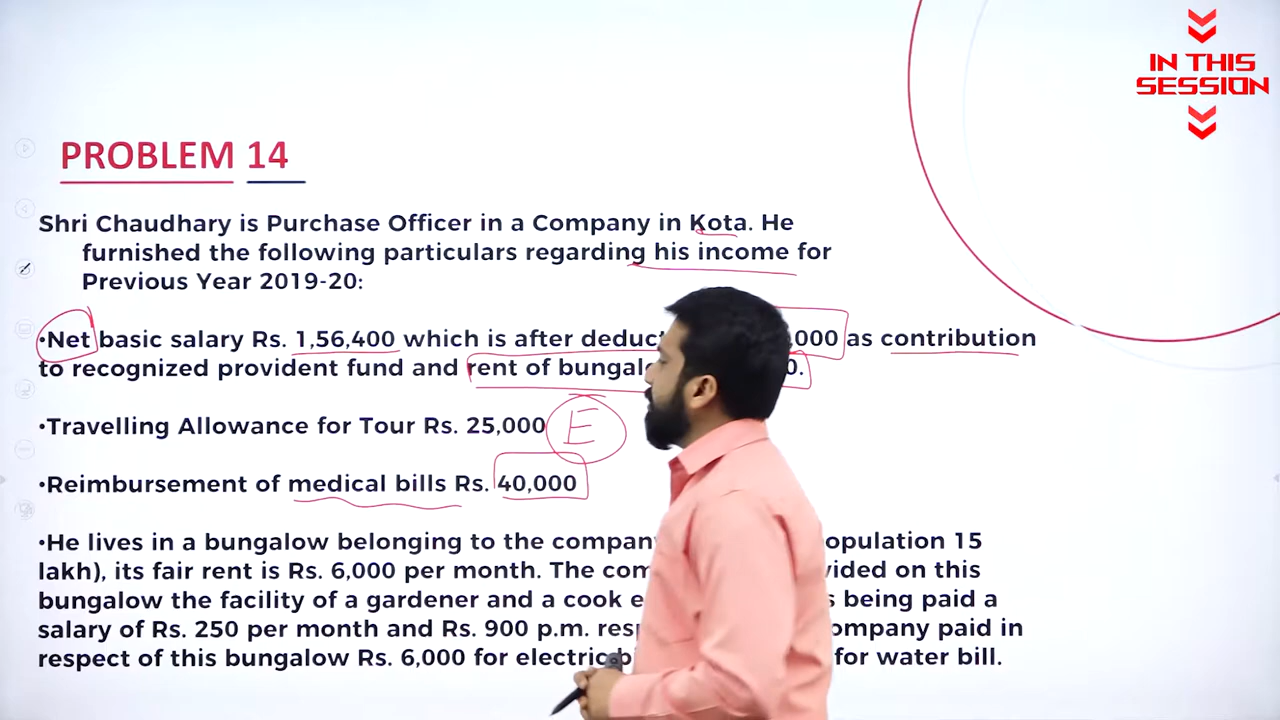 IN THIS
SESSION
PROBLEM 14
Shri Chaudhary is Purchase Officer in a Company in Kota. He
furnished the following particulars regarding his income for
Previous Year 2019-20:
•Net basic salary Rs. 1,56,400 which is after deduct ,000 as contribution
to recognized provident fund and rent of bungal 0.
•Travelling Allowance for Tour Rs. 25,000 E
•Reimbursement of medical bills Rs. 40,000
•He lives in a bungalow belonging to the company opulation 15
lakh), its fair rent is Rs. 6,000 per month. The com vided on this
bungalow the facility of a gardener and a cook e s being paid a
salary of Rs. 250 per month and Rs. 900 p.m. resp ompany paid in
respect of this bungalow Rs. 6,000 for electric bi for water bill.